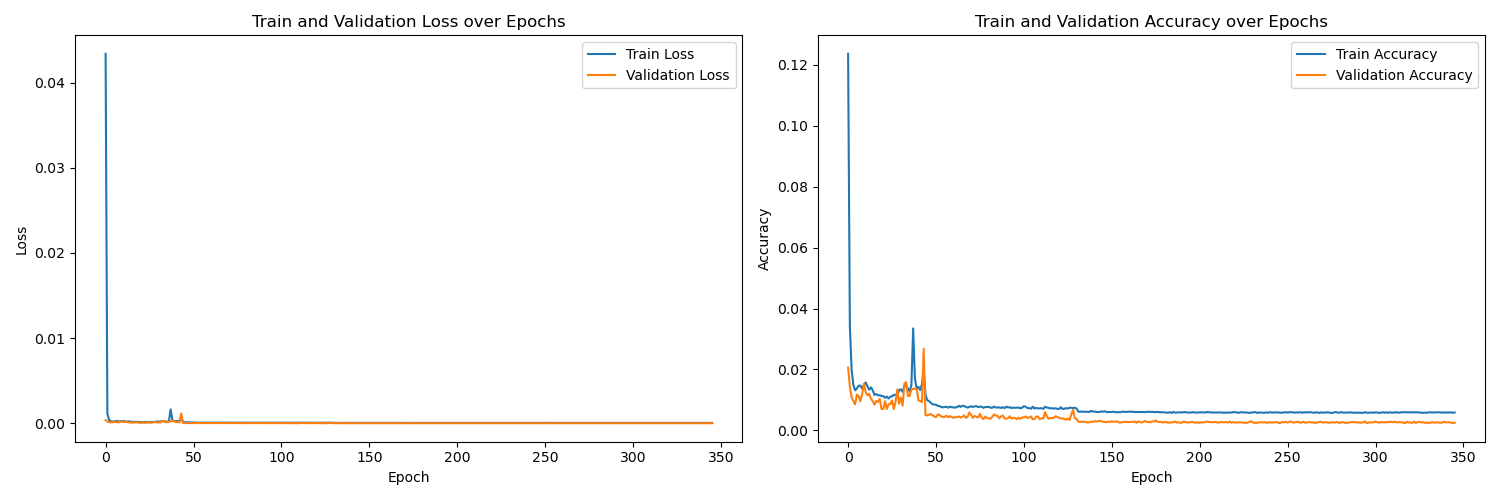 Train and Validation Loss over Epochs
Train Loss
Validation Loss
0.04
0.03
0.02
0.01
0.00
Loss
0 50 100 150 200 250 300 350
Epoch
Train and Validation Accuracy over Epochs
Train Accuracy
Validation Accuracy
0.12
0.10
0.08
0.06
0.04
0.02
0.00
Accuracy
0 50 100 150 200 250 300 350
Epoch